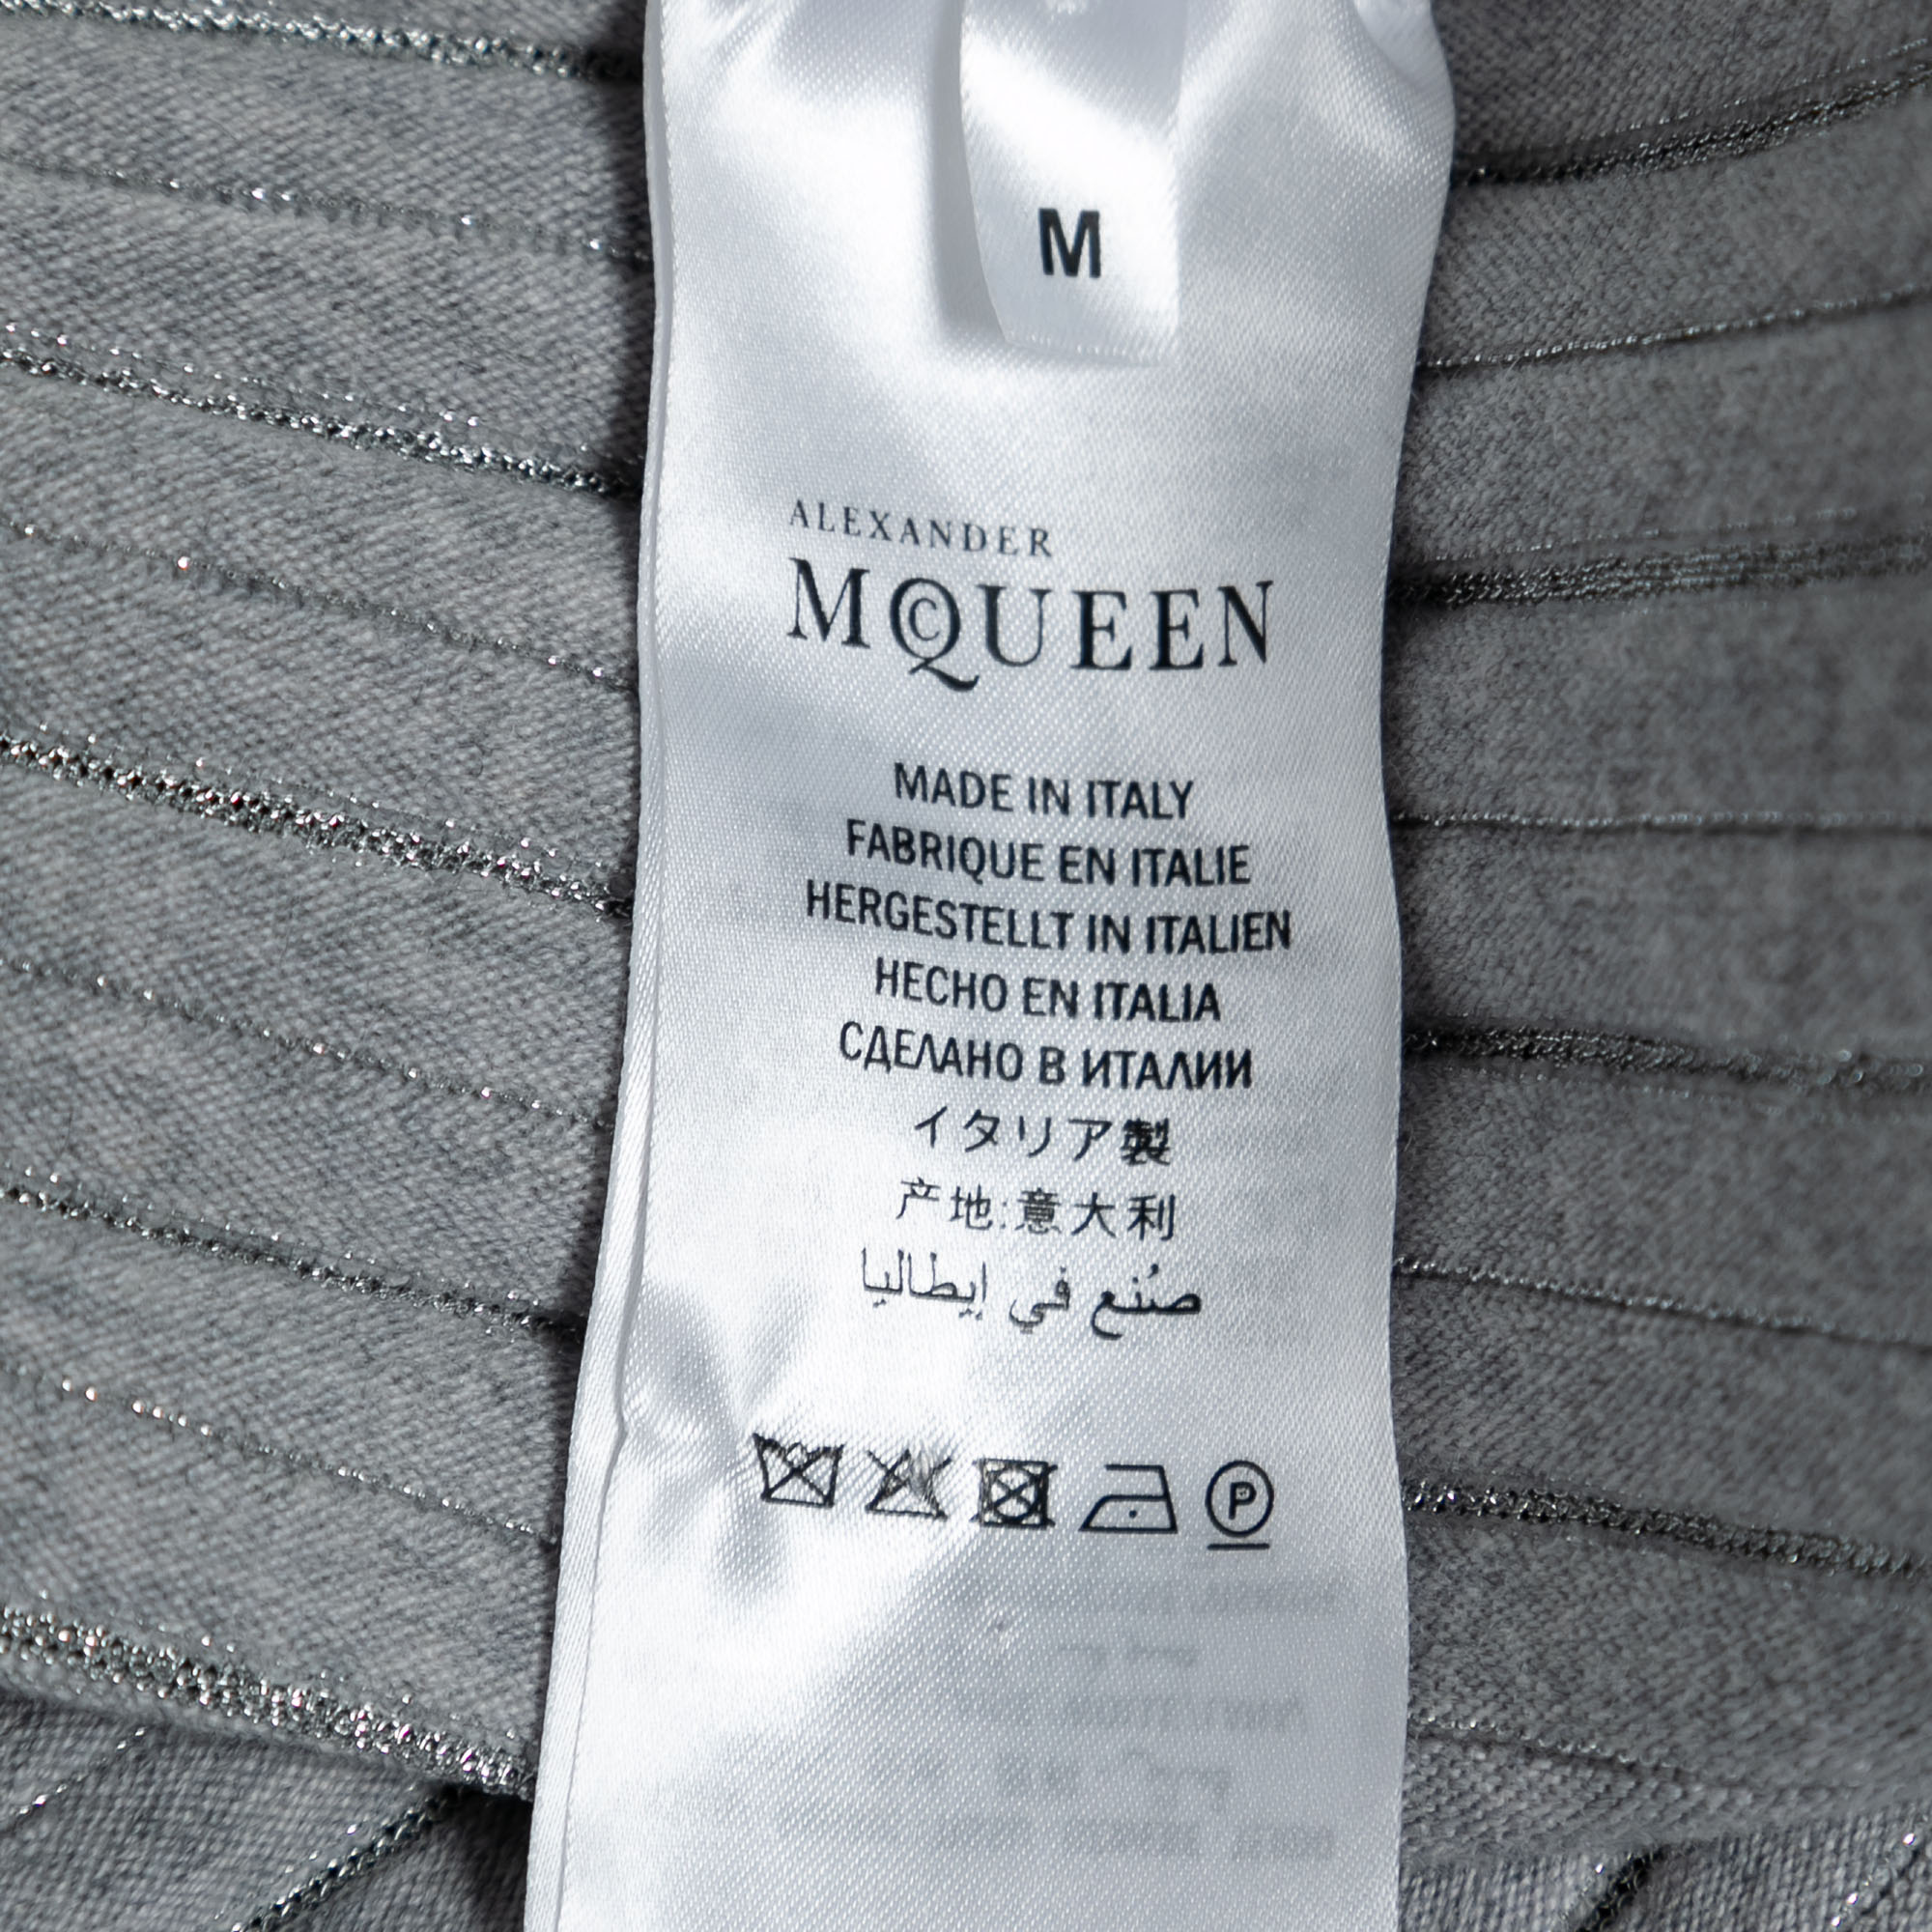 M
ALEXANDER
MCQUEEN
MADE IN ITALY
FABRIQUE EN ITALIE
HERGESTELLT IN ITALIEN
HECHO EN ITALIA
СДЕЛАНО В ИТАЛИИ
イタリア製
产地:意大利
صُنع في إيطاليا
P